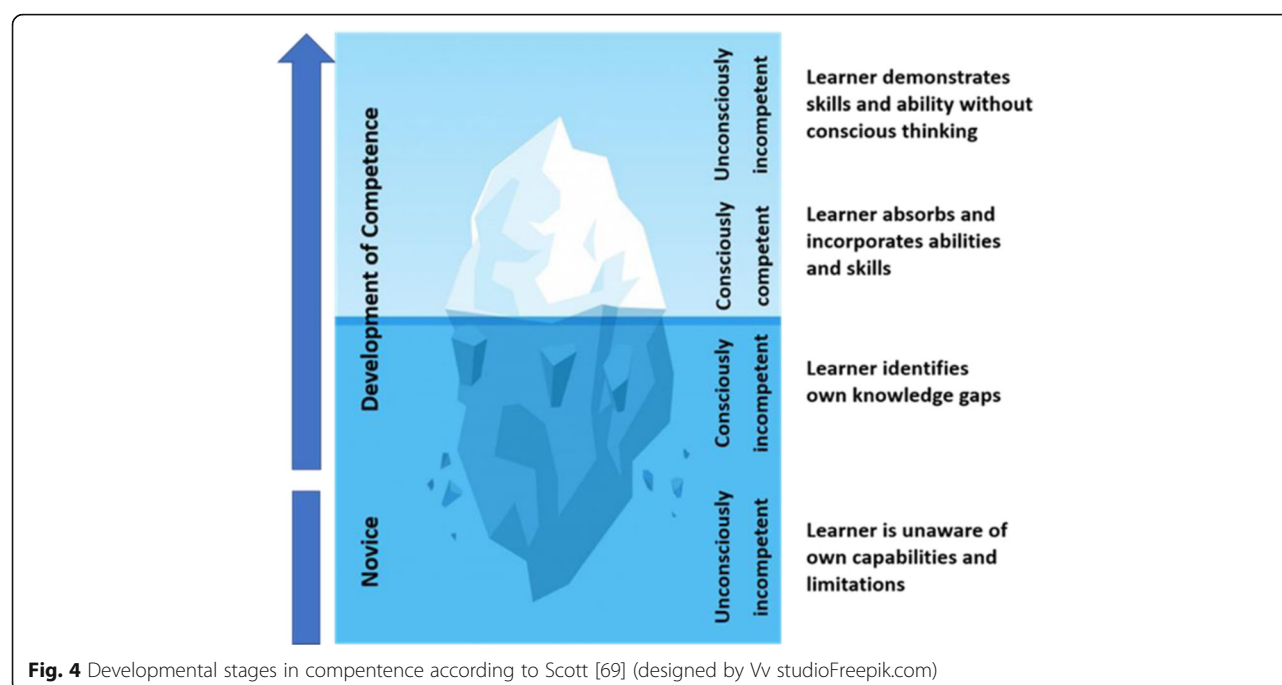 Development of Competence
Novice
Unconsciously
incompetent
Learner demonstrates
skills and ability without
conscious thinking
Consciously
competent
Learner absorbs and
incorporates abilities
and skills
Consciously
incompetent
Learner identifies
own knowledge gaps
Unconsciously
incompetent
Learner is unaware of
own capabilities and
limitations
Fig. 4 Developmental stages in compentence according to Scott [69] (designed by Vv studioFreepik.com)